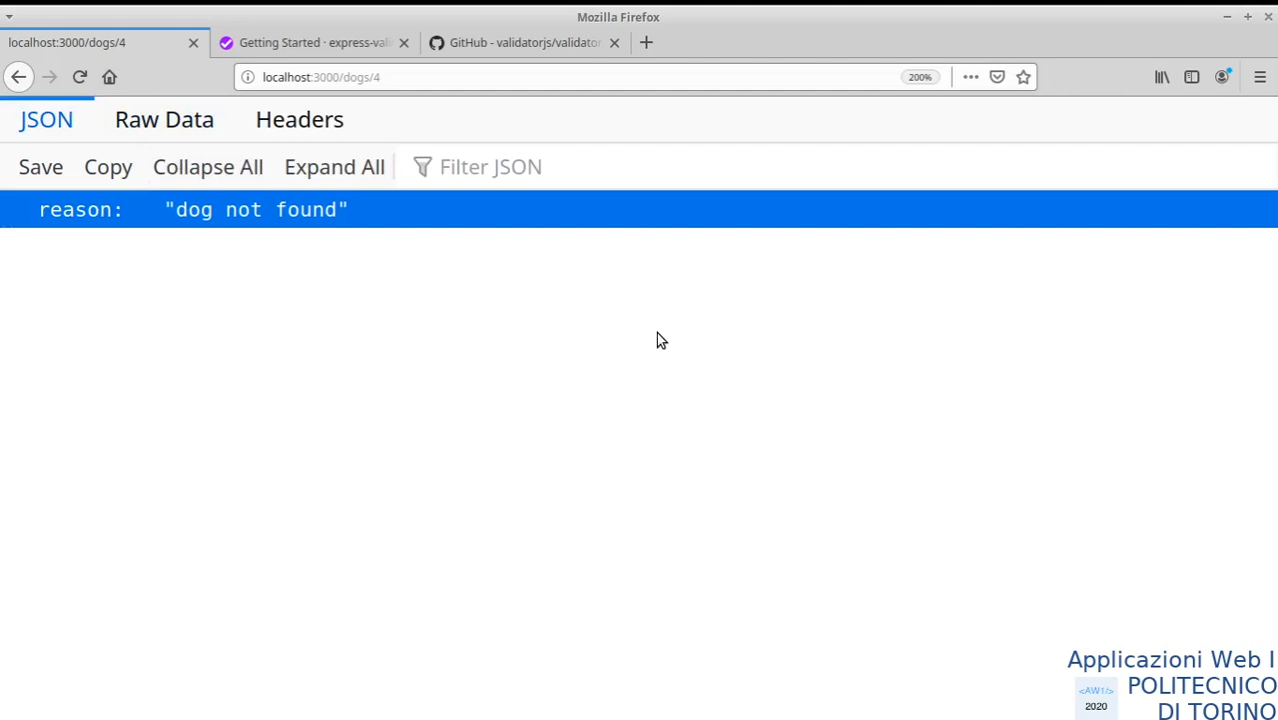 Mozilla Firefox
localhost:3000/dogs/4
Getting Started · express-vali
GitHub - validatorjs/validator
localhost:3000/dogs/4
200%
JSON
Raw Data
Headers
Save
Copy
Collapse All
Expand All
Filter JSON
reason: "dog not found"
Applicazioni Web I
<AW1/>
2020
POLITECNICO
DI TORINO